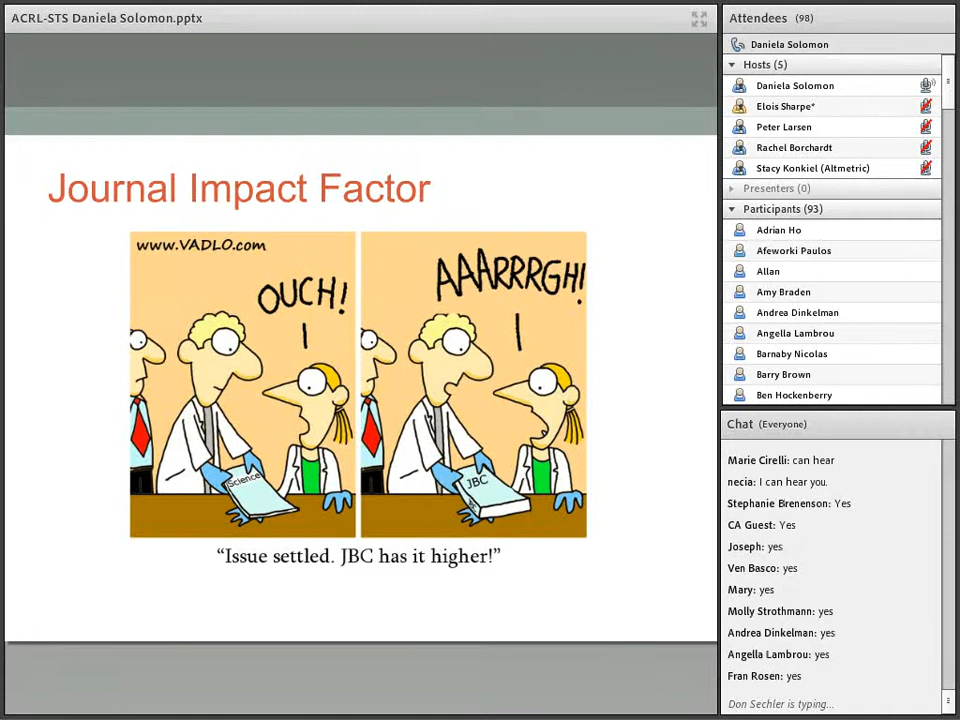 ACRL-STS Daniela Solomon.pptx
Journal Impact Factor
www.VADLO.com
OUCH!
AAARRRGH!
Science
JBC
“Issue settled. JBC has it higher!”
Attendees (98)
Daniela Solomon
Hosts (5)
Daniela Solomon
Elois Sharpe*
Peter Larsen
Rachel Borchardt
Stacy Konkiel (Altmetric)
Presenters (0)
Participants (93)
Adrian Ho
Afeworki Paulos
Allan
Amy Braden
Andrea Dinkelman
Angella Lambrou
Barnaby Nicolas
Barry Brown
Ben Hockenberry
Chat (Everyone)
Marie Cirelli: can hear
necia: I can hear you.
Stephanie Brenenson: Yes
CA Guest: Yes
Joseph: yes
Ven Basco: yes
Mary: yes
Molly Strothmann: yes
Andrea Dinkelman: yes
Angella Lambrou: yes
Fran Rosen: yes
Don Sechler is typing...